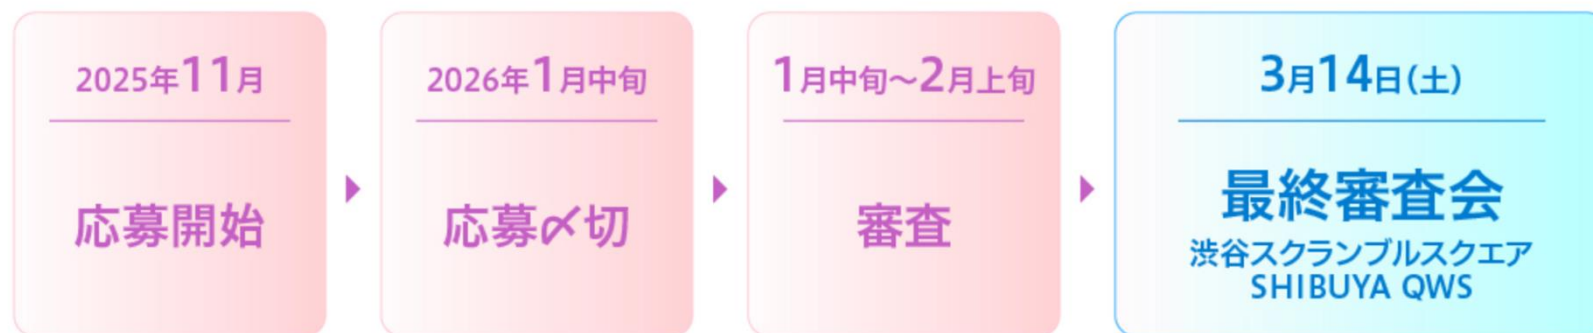 2025年11月
応募開始
2026年1月中旬
応募〆切
1月中旬～2月上旬
審査
3月14日(土)
最終審査会
渋谷スクランブルスクエア
SHIBUYA QWS